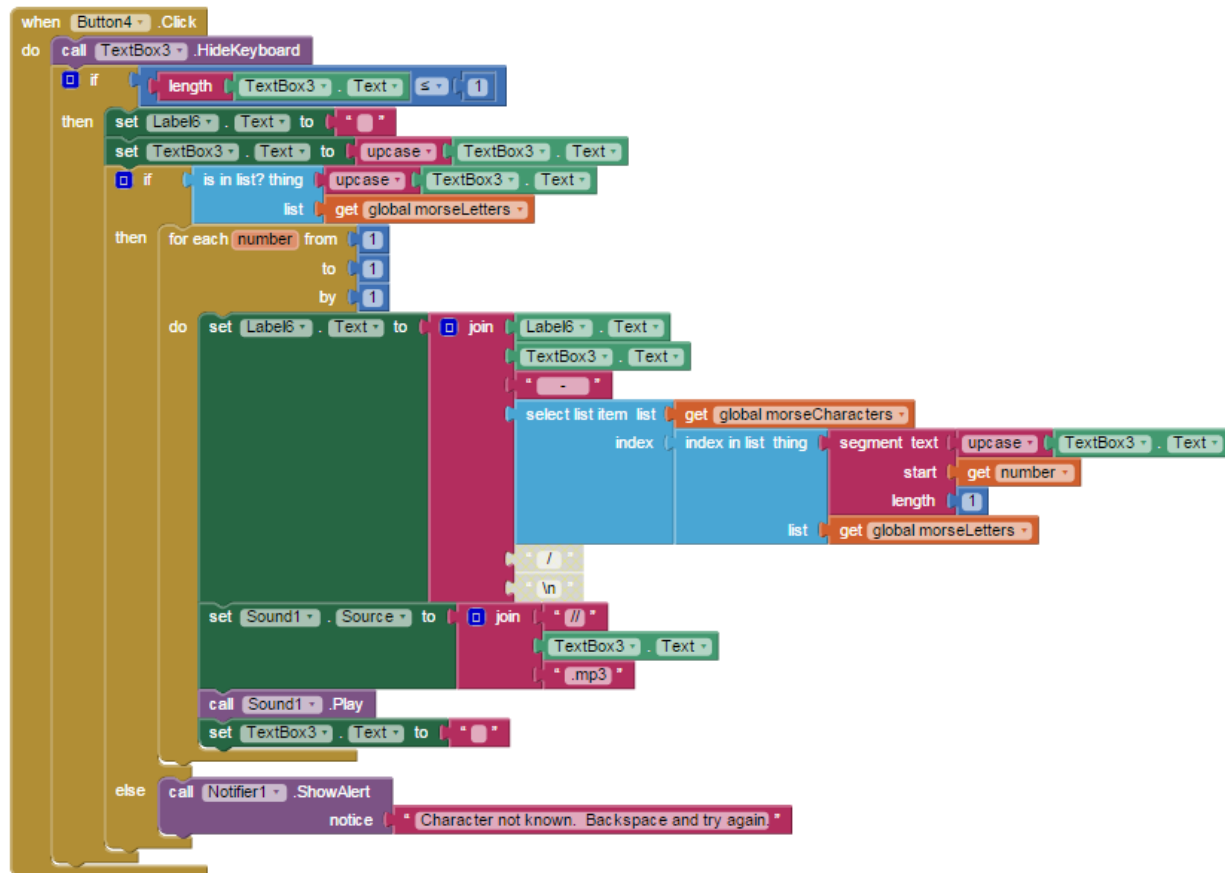 when Button4 .Click
do call TextBox3 .HideKeyboard
if length TextBox3 . Text ≤ 1
then set Label6 . Text to " "
set TextBox3 . Text to upcase TextBox3 . Text
if is in list? thing upcase TextBox3 . Text
list get global morseLetters
then for each number from 1
to 1
by 1
do set Label6 . Text to join Label6 . Text
TextBox3 . Text
" - "
select list item list get global morseCharacters
index index in list thing segment text upcase TextBox3 . Text
start get number
length 1
list get global morseLetters
" / "
" \n "
set Sound1 . Source to join " // "
TextBox3 . Text
" .mp3 "
call Sound1 .Play
set TextBox3 . Text to " "
else call Notifier1 .ShowAlert
notice " Character not known. Backspace and try again. "